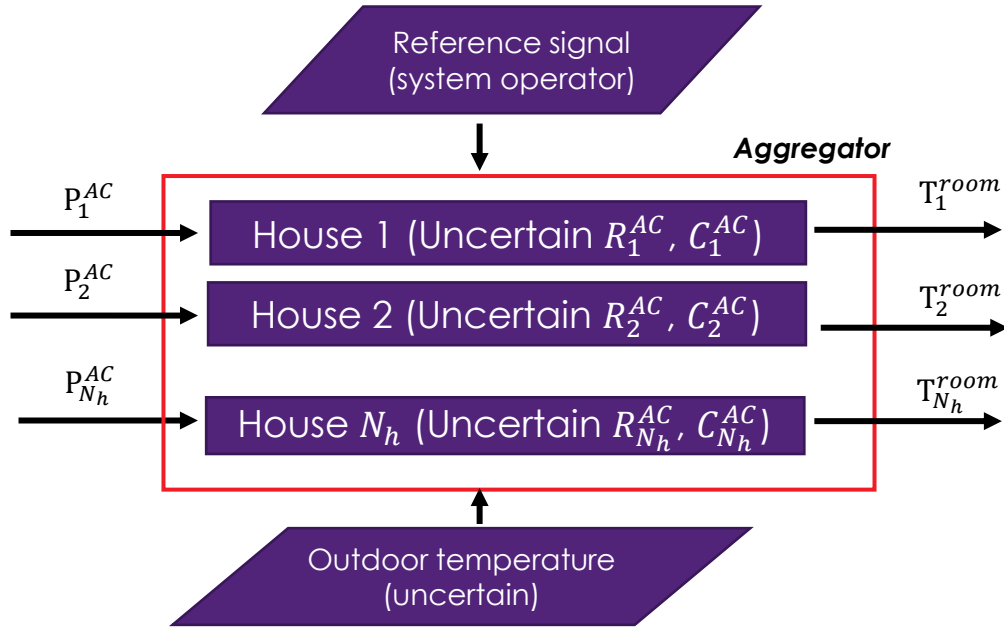 Reference signal
(system operator)
Aggregator
P_1^{AC}
T_1^{room}
House 1 (Uncertain R_1^{AC}, C_1^{AC})
P_2^{AC}
T_2^{room}
House 2 (Uncertain R_2^{AC}, C_2^{AC})
P_{N_h}^{AC}
T_{N_h}^{room}
House N_h (Uncertain R_{N_h}^{AC}, C_{N_h}^{AC})
Outdoor temperature
(uncertain)